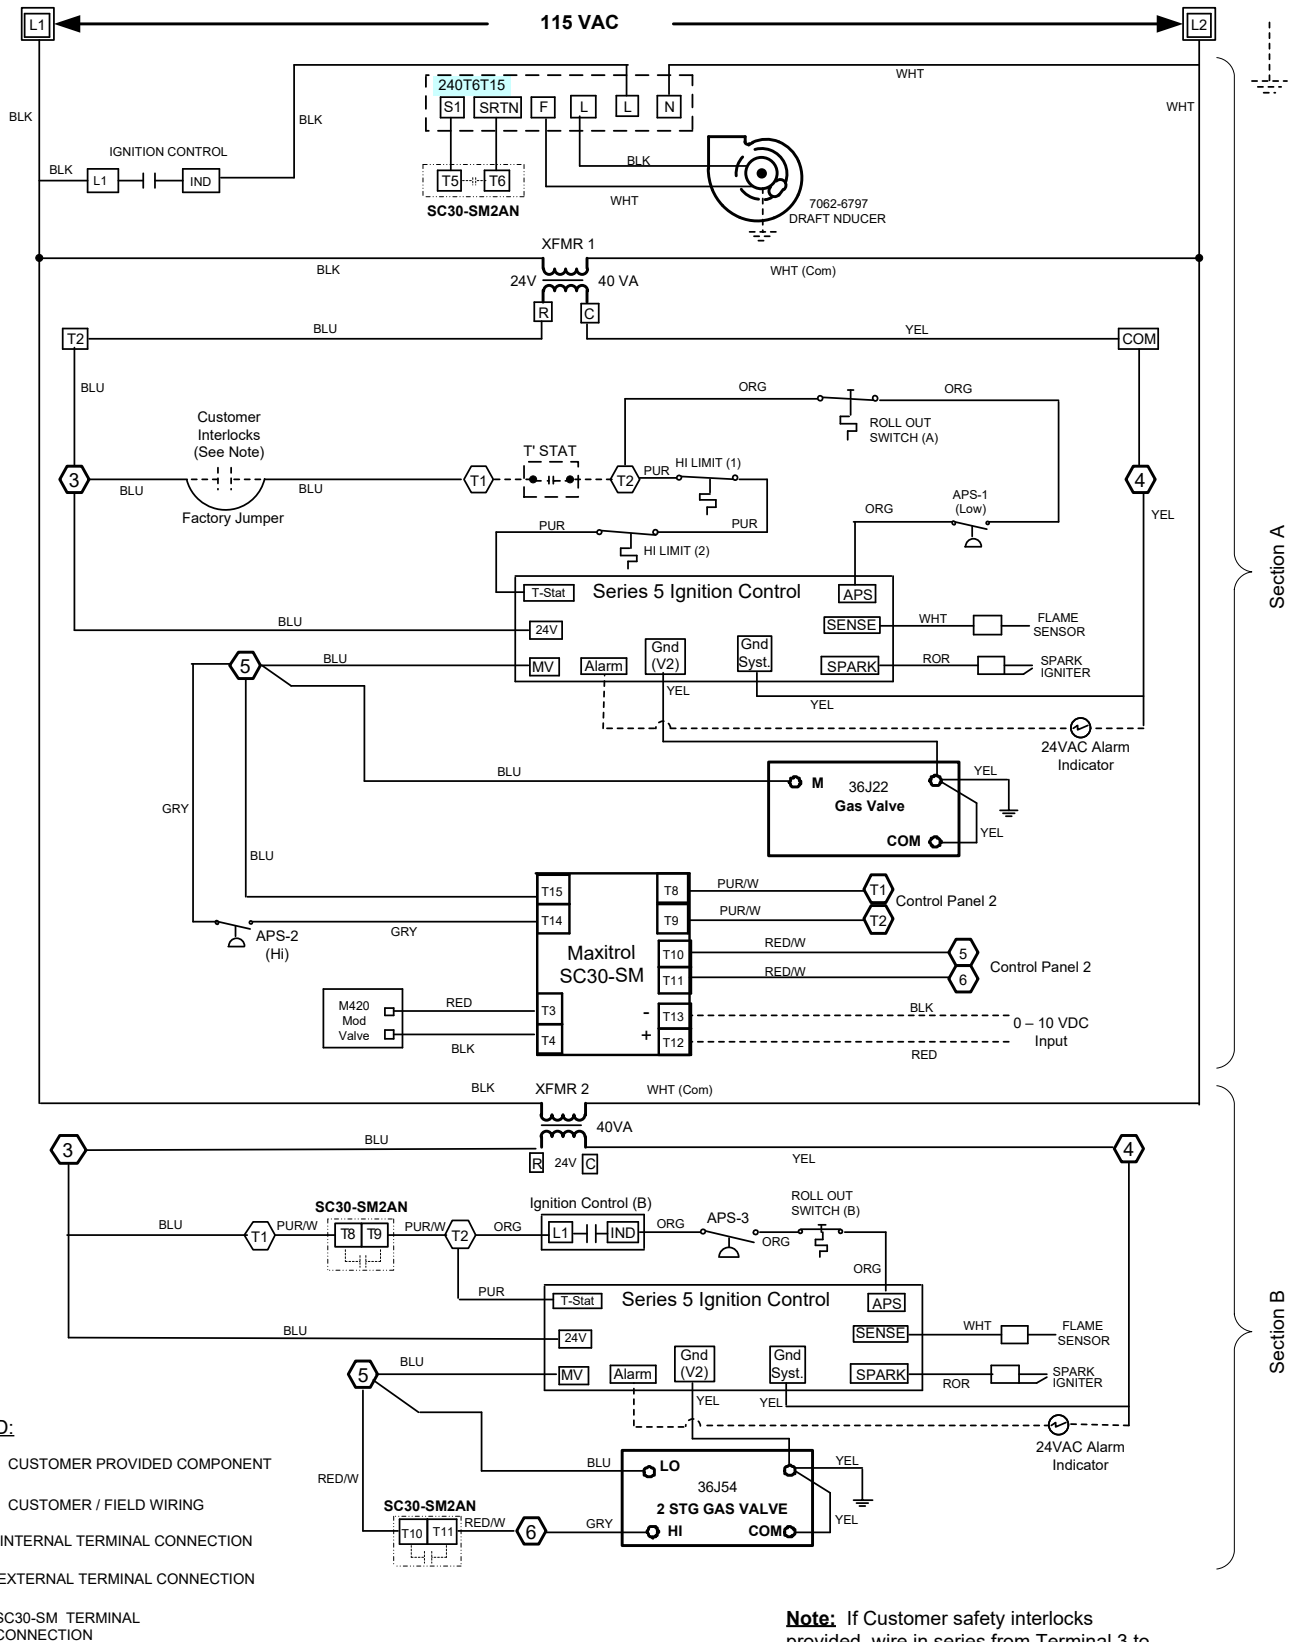 L1
115 VAC
L2
WHT
240T6T15
S1 SRTN F L L N
BLK
BLK
WHT
IGNITION CONTROL
BLK
L1 IND
BLK
T5 T6
WHT
SC30-SM2AN
7062-6797
DRAFT NDUCER
XFMR 1
BLK
WHT (Com)
24V
40 VA
R C
BLU
YEL
T2
COM
BLU
ORG
ORG
ROLL OUT
SWITCH (A)
Customer
Interlocks
(See Note)
T' STAT
HI LIMIT (1)
3
BLU
BLU
T1
T2
PUR
4
Factory Jumper
APS-1
(Low)
ORG
YEL
PUR
PUR
HI LIMIT (2)
Section A
T-Stat
Series 5 Ignition Control
APS
BLU
24V
SENSE
WHT
FLAME
SENSOR
5
BLU
MV
Alarm
Gnd
(V2)
Gnd
Syst.
SPARK
ROR
SPARK
IGNITER
YEL
YEL
24VAC Alarm
Indicator
BLU
M
36J22
Gas Valve
YEL
GRY
COM
YEL
BLU
T15
T8
PUR/W
T1
Control Panel 2
T14
T9
PUR/W
T2
APS-2
(Hi)
GRY
Maxitrol
SC30-SM
T10
RED/W
5
Control Panel 2
T11
RED/W
6
M420
Mod
Valve
RED
T3
- T13
BLK
0 – 10 VDC
Input
BLK
T4
+ T12
RED
BLK
XFMR 2
WHT (Com)
40VA
3
BLU
R 24V C
YEL
4
SC30-SM2AN
Ignition Control (B)
ROLL OUT
SWITCH (B)
BLU
T1
PUR/W
T8 T9
PUR/W
T2
ORG
L1 IND
ORG
APS-3
ORG
ORG
PUR
T-Stat
Series 5 Ignition Control
APS
BLU
24V
SENSE
WHT
FLAME
SENSOR
Section B
5
BLU
MV
Alarm
Gnd
(V2)
Gnd
Syst.
SPARK
ROR
SPARK
IGNITER
YEL
YEL
24VAC Alarm
Indicator
D:
CUSTOMER PROVIDED COMPONENT
RED/W
BLU
LO
36J54
2 STG GAS VALVE
YEL
CUSTOMER / FIELD WIRING
SC30-SM2AN
T10 T11
RED/W
6
GRY
HI
COM
YEL
INTERNAL TERMINAL CONNECTION
EXTERNAL TERMINAL CONNECTION
SC30-SM TERMINAL
CONNECTION
Note: If Customer safety interlocks
provided, wire in series from Terminal 3 to